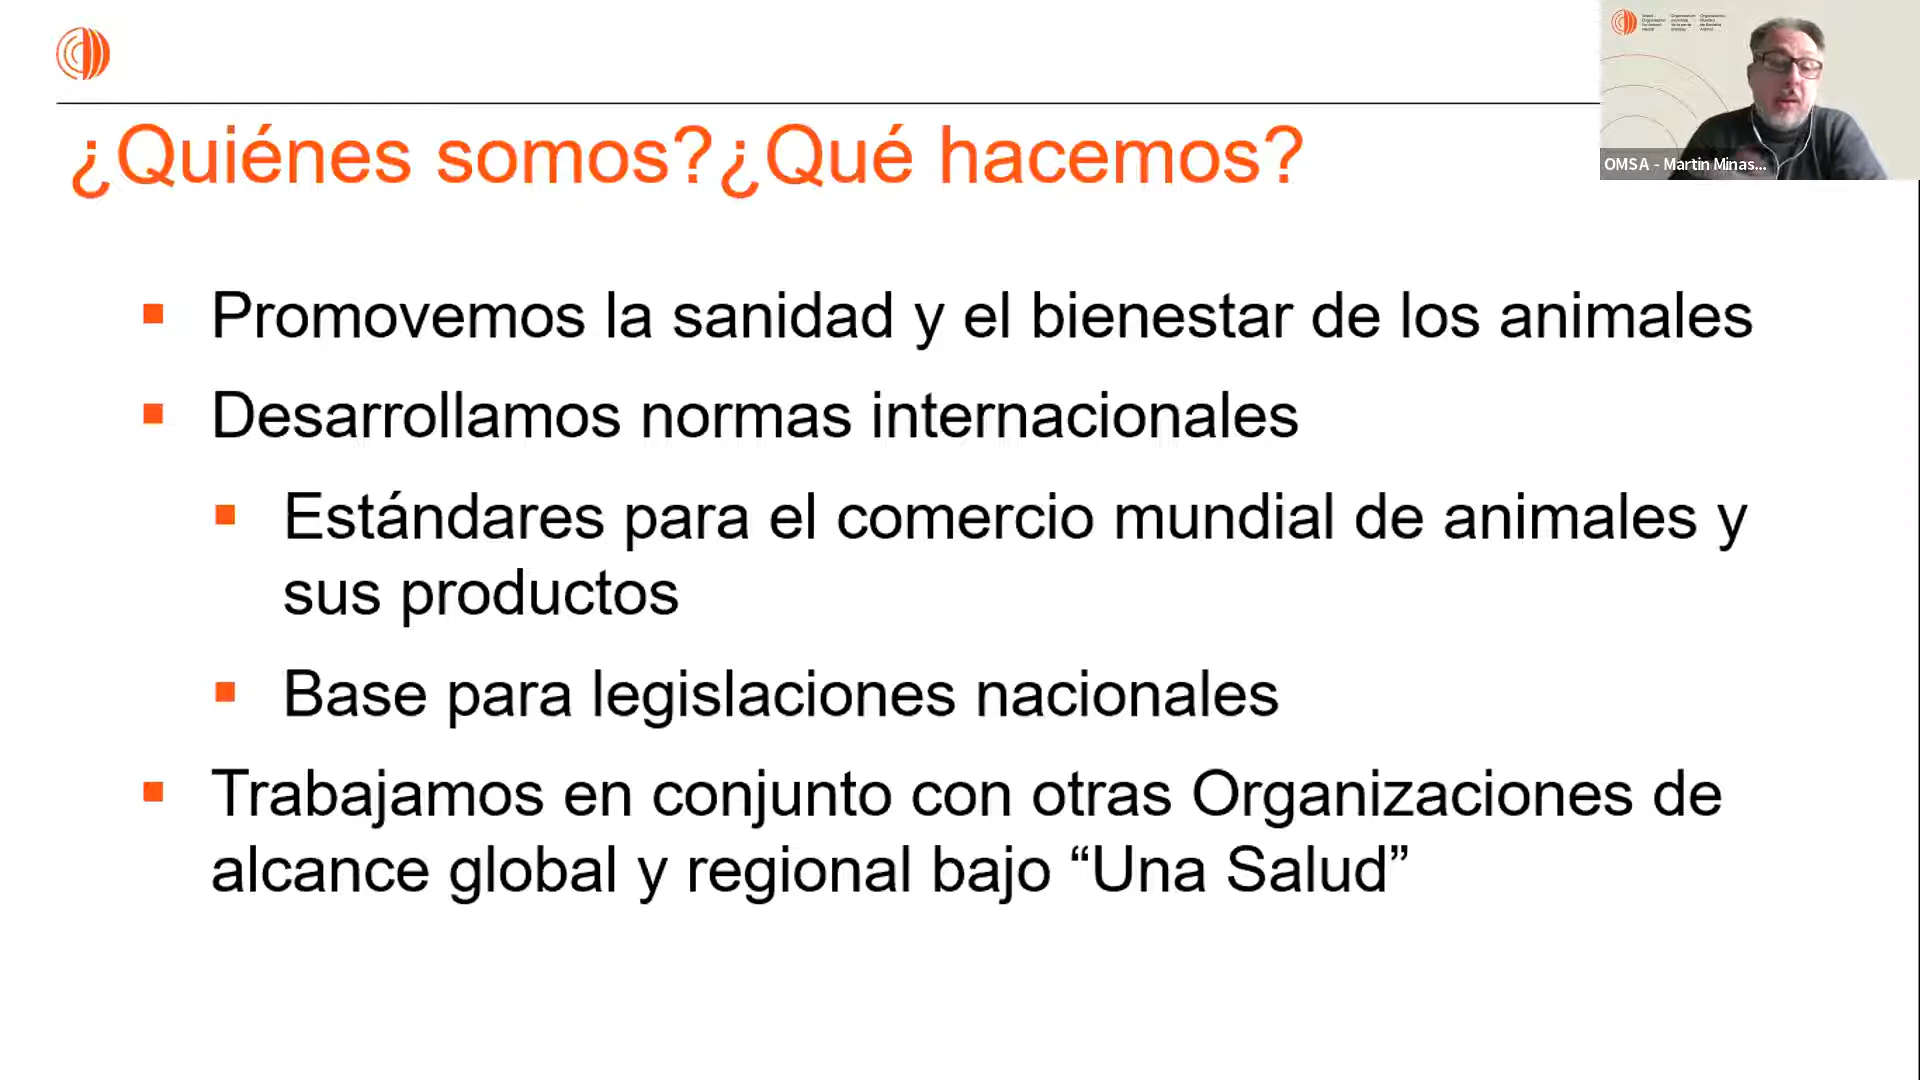 ¿Quiénes somos?¿Qué hacemos?
Promovemos la sanidad y el bienestar de los animales
Desarrollamos normas internacionales
Estándares para el comercio mundial de animales y
sus productos
Base para legislaciones nacionales
Trabajamos en conjunto con otras Organizaciones de
alcance global y regional bajo “Una Salud”
OMSA - Martin Minas...